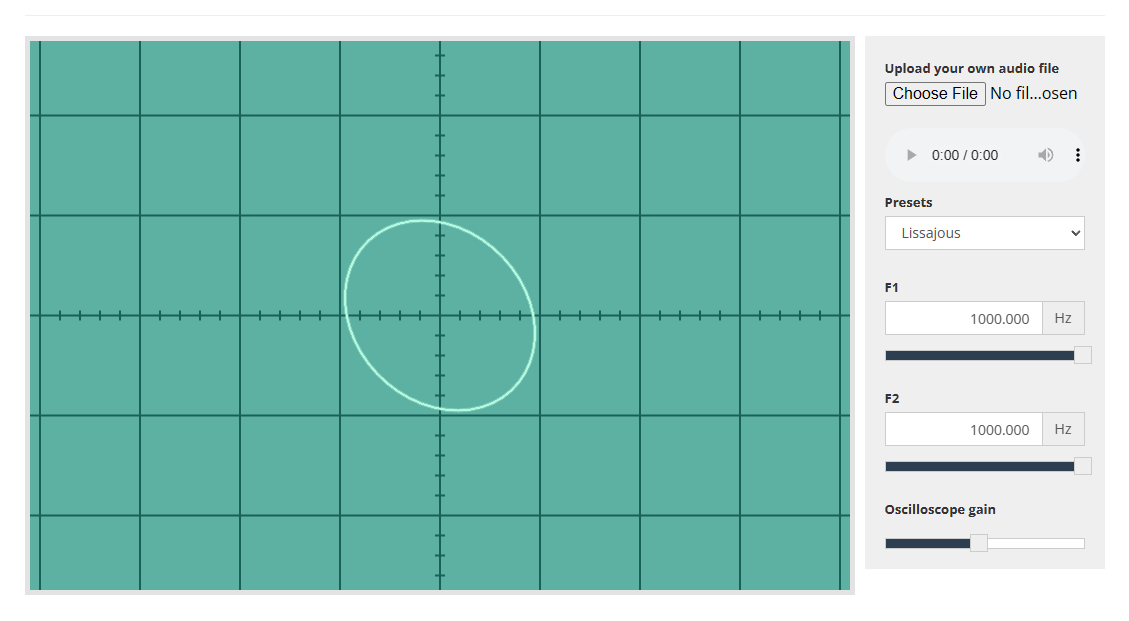 Upload your own audio file
Choose File No fil...osen
0:00 / 0:00
Presets
Lissajous
F1
1000.000 Hz
F2
1000.000 Hz
Oscilloscope gain